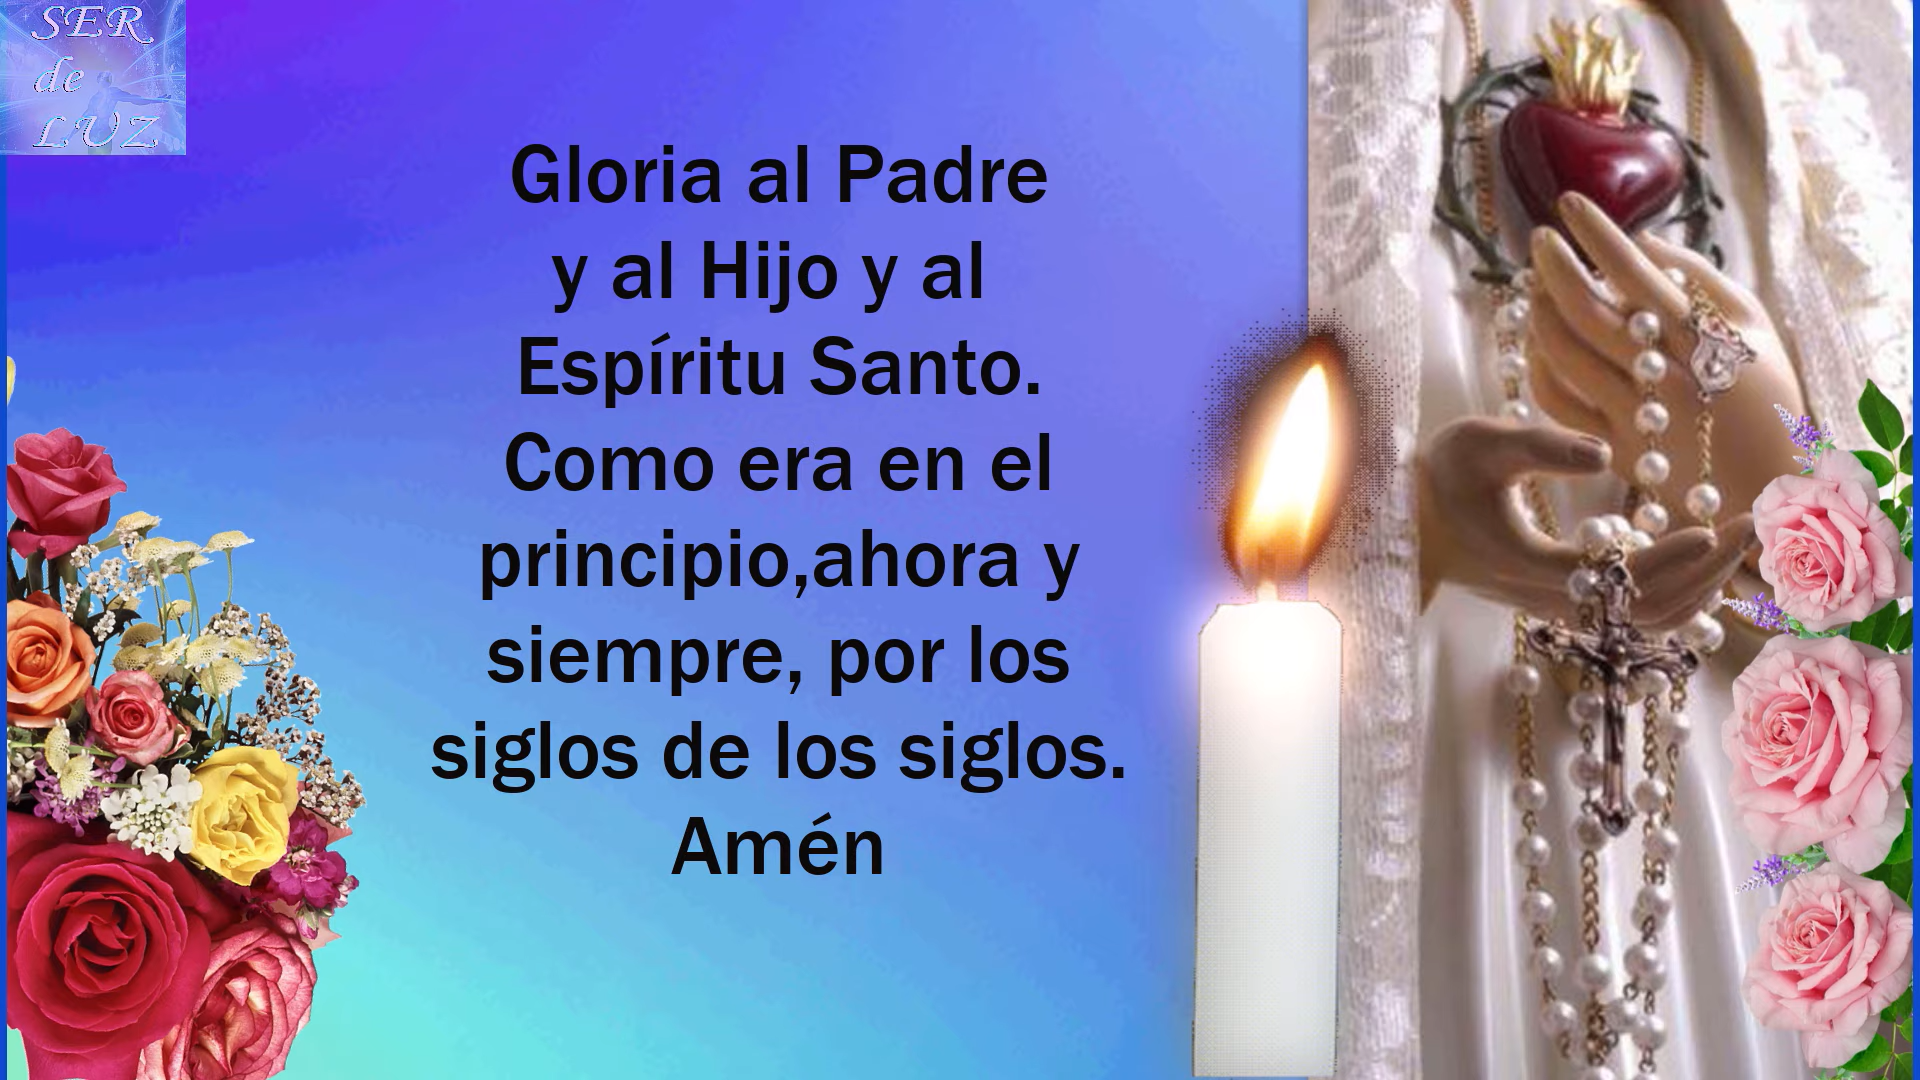 SER
de
LUZ
Gloria al Padre
y al Hijo y al
Espíritu Santo.
Como era en el
principio,ahora y
siempre, por los
siglos de los siglos.
Amén